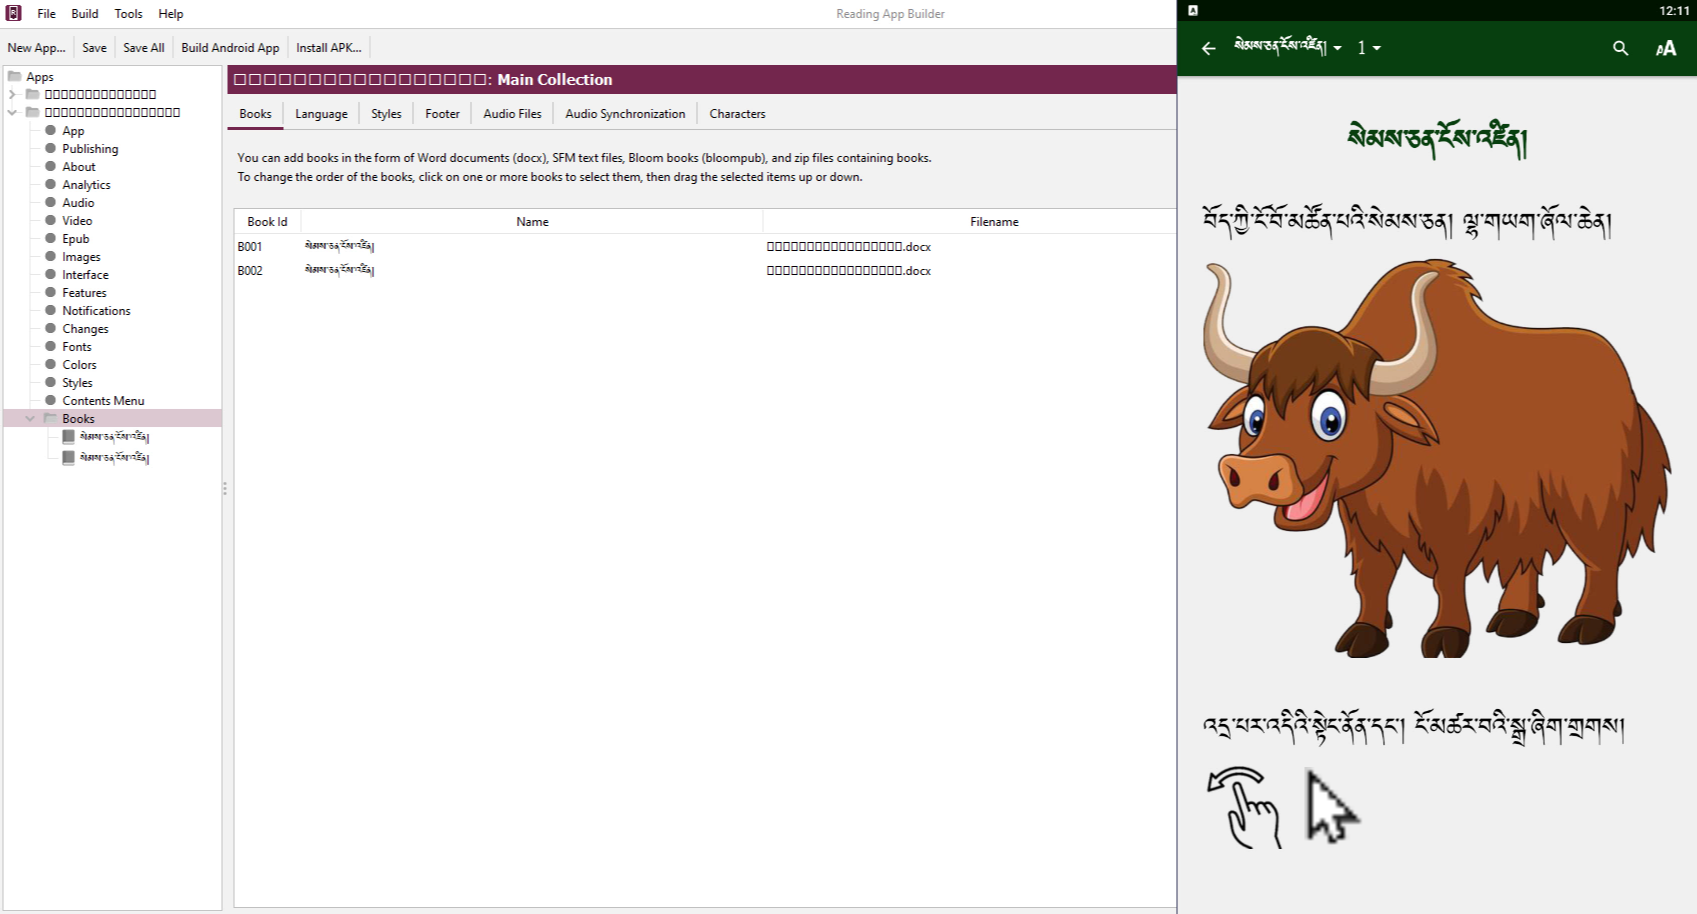 File Build Tools Help
Reading App Builder
New App... Save Save All Build Android App Install APK...
Apps
App
Publishing
About
Analytics
Audio
Video
Epub
Images
Interface
Features
Notifications
Changes
Fonts
Colors
Styles
Contents Menu
Books
སེམས་ཅན་ངོས་འཛིན།
སེམས་ཅན་ངོས་འཛིན།
: Main Collection
Books Language Styles Footer Audio Files Audio Synchronization Characters
You can add books in the form of Word documents (docx), SFM text files, Bloom books (bloompub), and zip files containing books.
To change the order of the books, click on one or more books to select them, then drag the selected items up or down.
Book Id Name Filename
B001 སེམས་ཅན་ངོས་འཛིན། .docx
B002 སེམས་ཅན་ངོས་འཛིན། .docx
A 12:11
སེམས་ཅན་ངོས་འཛིན། 1 AA
སེམས་ཅན་ངོས་འཛིན།
བོད་ཀྱི་ངོ་བོ་མཚོན་པའི་སེམས་ཅན། ལྷ་གཡག་ཞོལ་ཆེན།
འདྲ་པར་འདིའི་སྟེང་ནོན་དང་། ངོ་མཚར་བའི་སྒྲ་ཞིག་གྲགས།